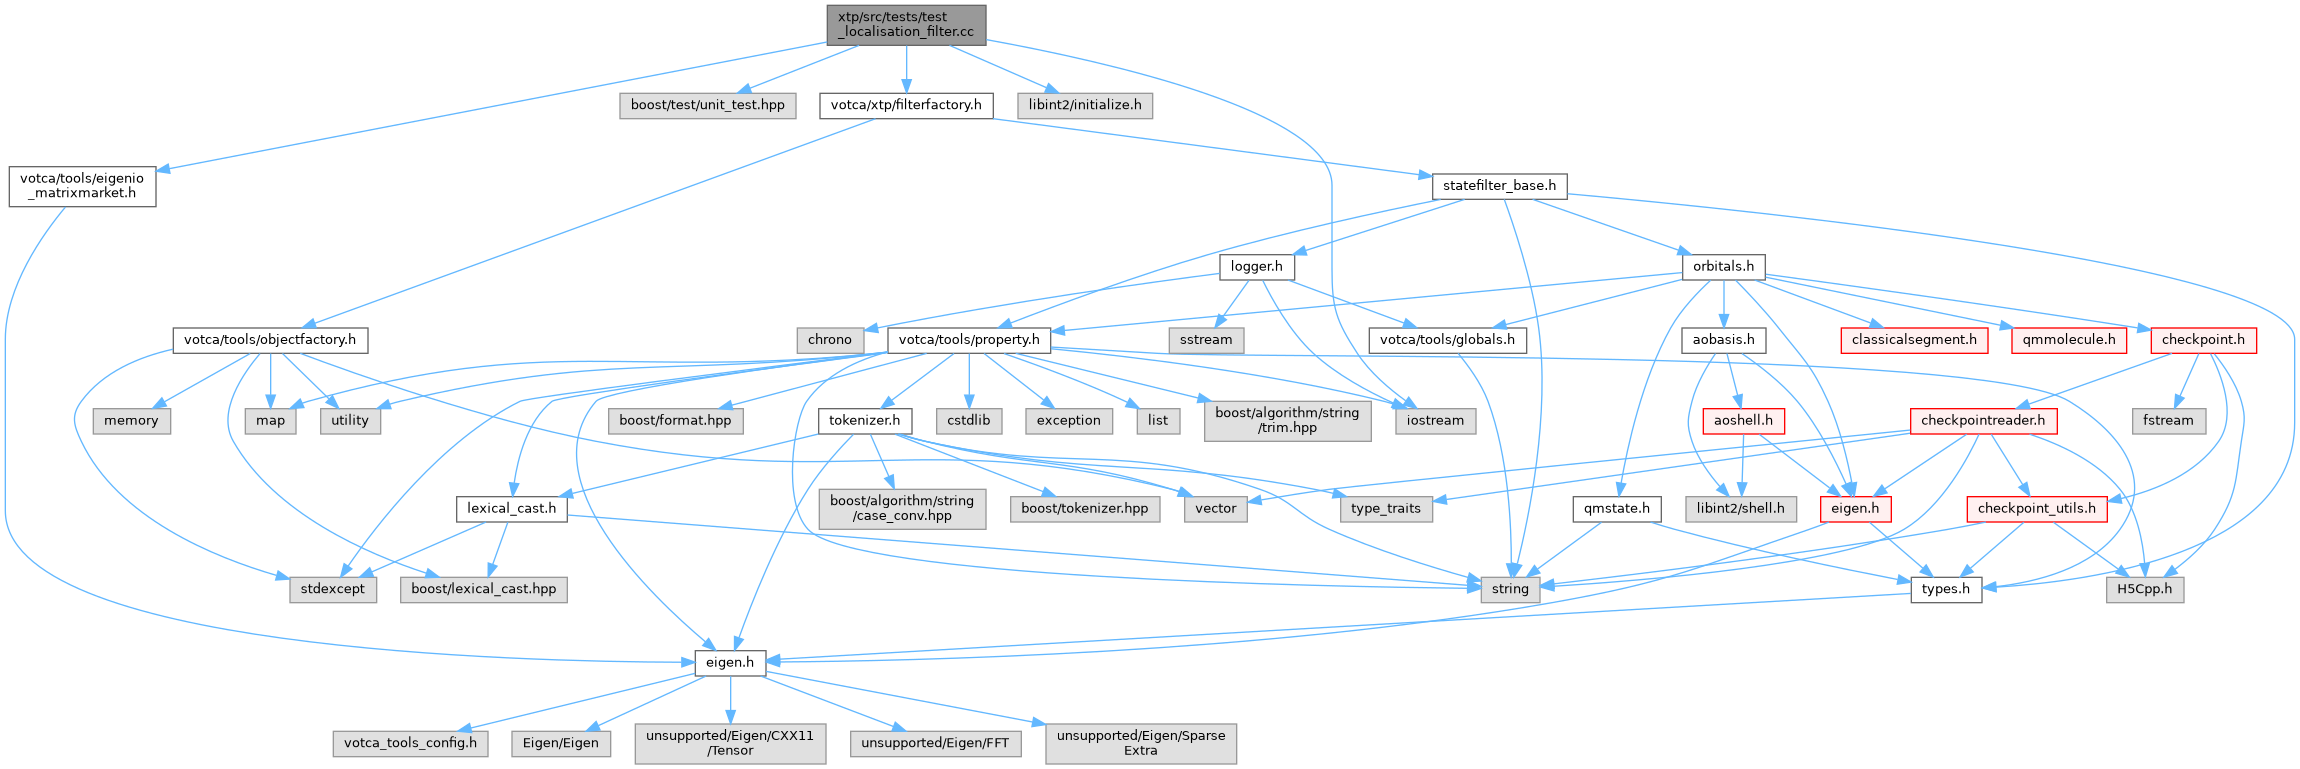 xtp/src/tests/test
_localisation_filter.cc
boost/test/unit_test.hpp
votca/xtp/filterfactory.h
libint2/initialize.h
votca/tools/eigenio
_matrixmarket.h
statefilter_base.h
logger.h
orbitals.h
votca/tools/objectfactory.h
chrono
votca/tools/property.h
sstream
votca/tools/globals.h
aobasis.h
classicalsegment.h
qmmolecule.h
checkpoint.h
memory
map
utility
boost/format.hpp
tokenizer.h
cstdlib
exception
list
boost/algorithm/string
/trim.hpp
iostream
aoshell.h
checkpointreader.h
fstream
lexical_cast.h
boost/algorithm/string
/case_conv.hpp
boost/tokenizer.hpp
vector
type_traits
qmstate.h
libint2/shell.h
eigen.h
checkpoint_utils.h
stdexcept
boost/lexical_cast.hpp
string
types.h
H5Cpp.h
eigen.h
votca_tools_config.h
Eigen/Eigen
unsupported/Eigen/CXX11
/Tensor
unsupported/Eigen/FFT
unsupported/Eigen/Sparse
Extra